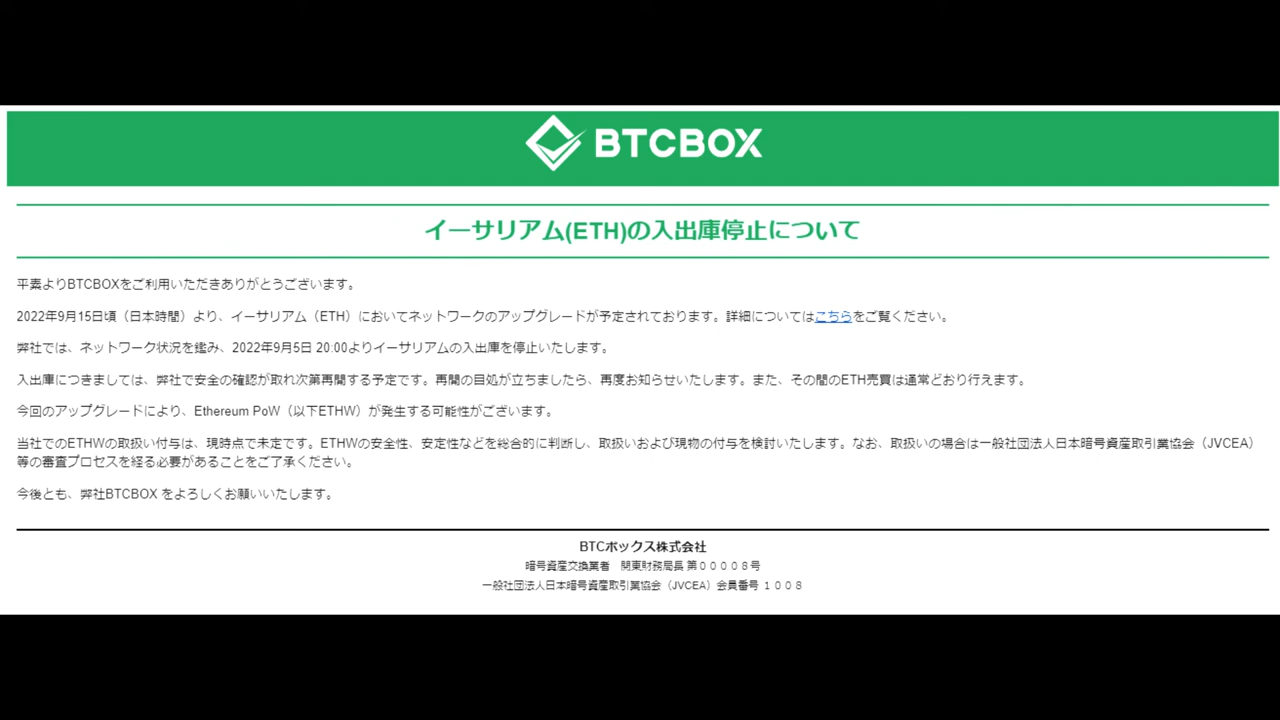 BTCBOX
イーサリアム(ETH)の入出庫停止について
平素よりBTCBOXをご利用いただきありがとうございます。
2022年9月15日頃（日本時間）より、イーサリアム（ETH）においてネットワークのアップグレードが予定されております。詳細についてはこちらをご覧ください。
弊社では、ネットワーク状況を鑑み、2022年9月5日 20:00よりイーサリアムの入出庫を停止いたします。
入出庫につきましては、弊社で安全の確認が取れ次第再開する予定です。再開の目処が立ちましたら、再度お知らせいたします。また、その間のETH売買は通常どおり行えます。
今回のアップグレードにより、Ethereum PoW（以下ETHW）が発生する可能性がございます。
当社でのETHWの取扱い付与は、現時点で未定です。ETHWの安全性、安定性などを総合的に判断し、取扱いおよび現物の付与を検討いたします。なお、取扱いの場合は一般社団法人日本暗号資産取引業協会（JVCEA）
等の審査プロセスを経る必要があることをご了承ください。
今後とも、弊社BTCBOX をよろしくお願いいたします。
BTCボックス株式会社
暗号資産交換業者　関東財務局長 第００００８号
一般社団法人日本暗号資産取引業協会（JVCEA）会員番号 １００８